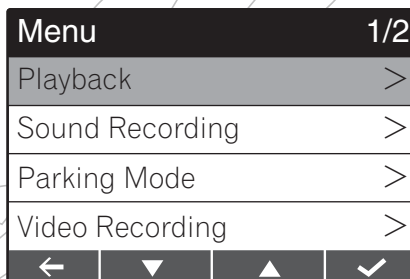 Menu 1/2
Playback >
Sound Recording >
Parking Mode >
Video Recording >